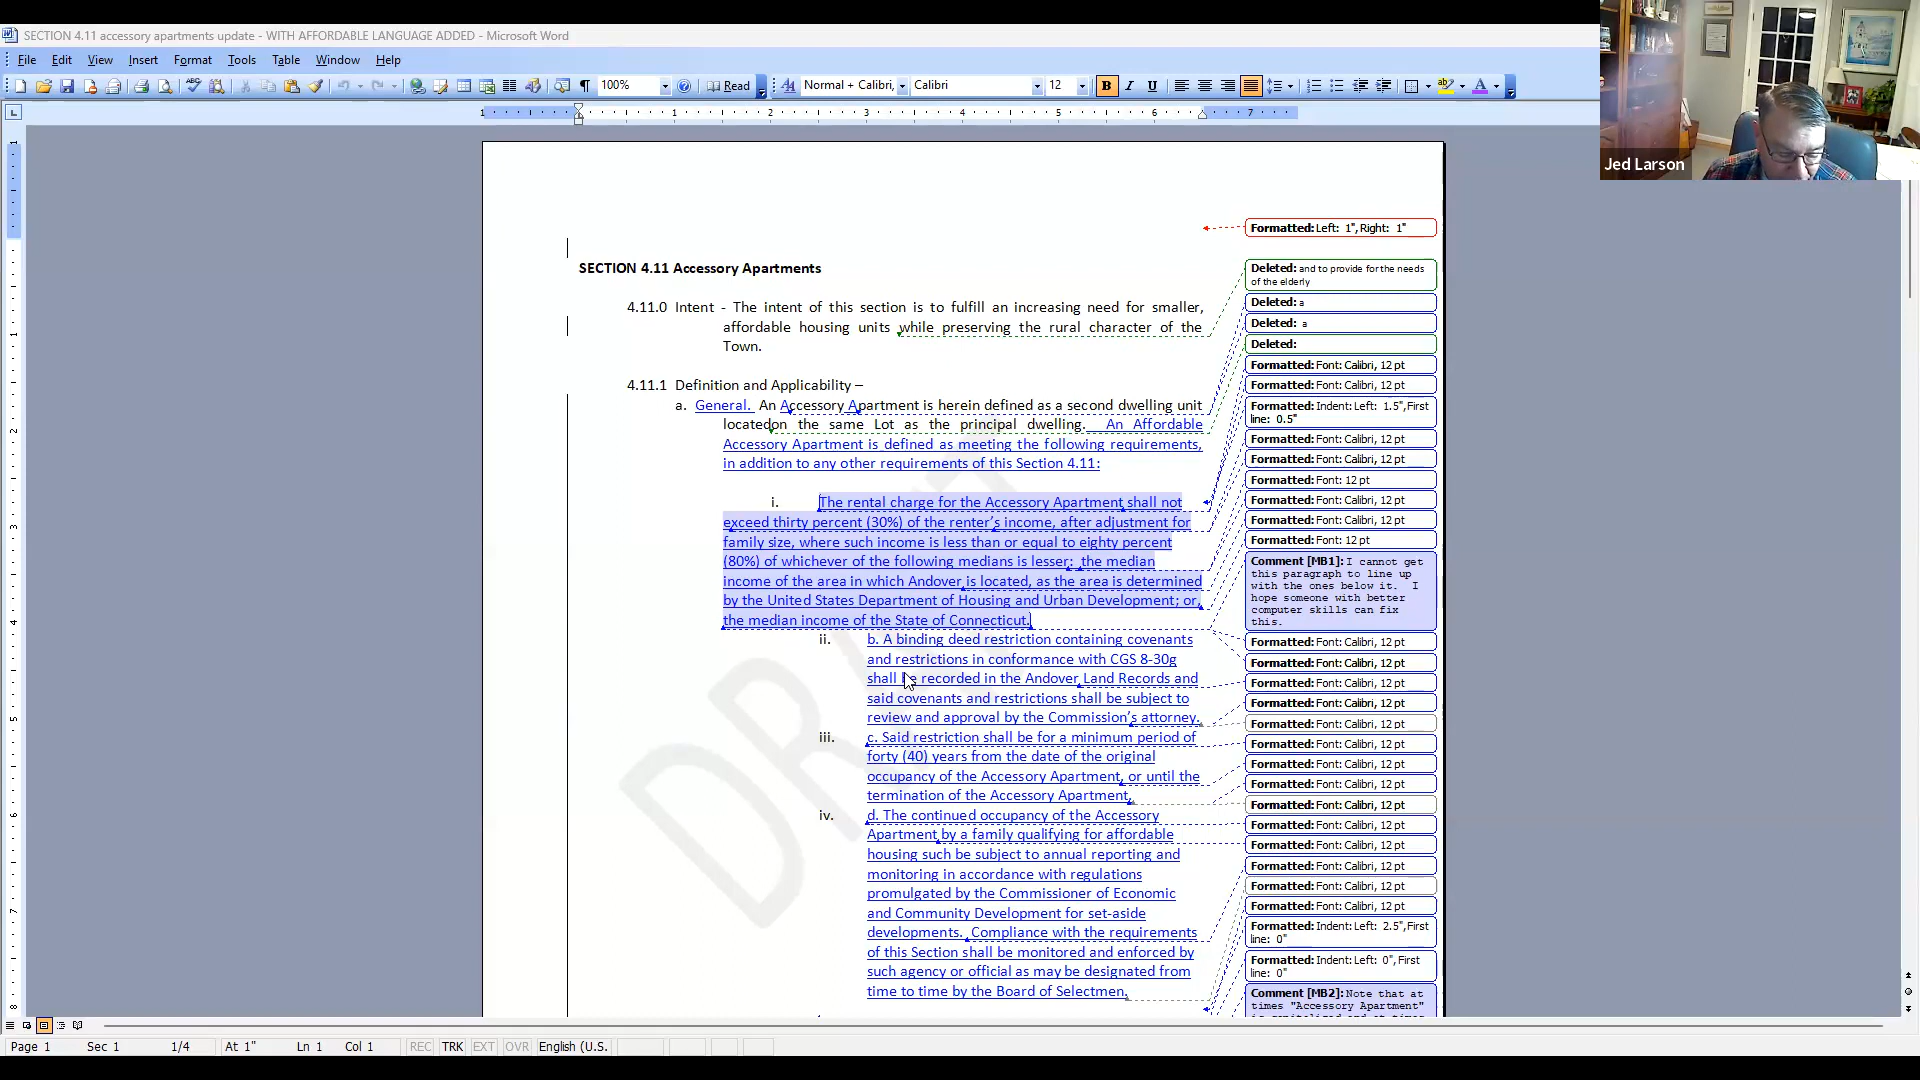 SECTION 4.11 accessory apartments update - WITH AFFORDABLE LANGUAGE ADDED - Microsoft Word
File Edit View Insert Format Tools Table Window Help
100% Read Normal + Calibri, Calibri 12 B I U
1 1 2 3 4 5 6 7
Jed Larson
SECTION 4.11 Accessory Apartments
4.11.0 Intent - The intent of this section is to fulfill an increasing need for smaller,
affordable housing units while preserving the rural character of the
Town.
4.11.1 Definition and Applicability –
a. General. An Accessory Apartment is herein defined as a second dwelling unit
locatedon the same Lot as the principal dwelling. An Affordable
Accessory Apartment is defined as meeting the following requirements,
in addition to any other requirements of this Section 4.11:
i. The rental charge for the Accessory Apartment shall not
exceed thirty percent (30%) of the renter's income, after adjustment for
family size, where such income is less than or equal to eighty percent
(80%) of whichever of the following medians is lesser: the median
income of the area in which Andover is located, as the area is determined
by the United States Department of Housing and Urban Development; or,
the median income of the State of Connecticut.
ii. b. A binding deed restriction containing covenants
and restrictions in conformance with CGS 8-30g
shall be recorded in the Andover Land Records and
said covenants and restrictions shall be subject to
review and approval by the Commission's attorney.
iii. c. Said restriction shall be for a minimum period of
forty (40) years from the date of the original
occupancy of the Accessory Apartment, or until the
termination of the Accessory Apartment.
iv. d. The continued occupancy of the Accessory
Apartment by a family qualifying for affordable
housing such be subject to annual reporting and
monitoring in accordance with regulations
promulgated by the Commissioner of Economic
and Community Development for set-aside
developments. Compliance with the requirements
of this Section shall be monitored and enforced by
such agency or official as may be designated from
time to time by the Board of Selectmen.
DRAFT
Formatted: Left: 1", Right: 1"
Deleted: and to provide for the needs
of the elderly
Deleted: a
Deleted: a
Deleted:
Formatted: Font: Calibri, 12 pt
Formatted: Font: Calibri, 12 pt
Formatted: Indent: Left: 1.5", First
line: 0.5"
Formatted: Font: Calibri, 12 pt
Formatted: Font: Calibri, 12 pt
Formatted: Font: 12 pt
Formatted: Font: Calibri, 12 pt
Formatted: Font: Calibri, 12 pt
Formatted: Font: 12 pt
Comment [MB1]: I cannot get
this paragraph to line up
with the ones below it. I
hope someone with better
computer skills can fix
this.
Formatted: Font: Calibri, 12 pt
Formatted: Font: Calibri, 12 pt
Formatted: Font: Calibri, 12 pt
Formatted: Font: Calibri, 12 pt
Formatted: Font: Calibri, 12 pt
Formatted: Font: Calibri, 12 pt
Formatted: Font: Calibri, 12 pt
Formatted: Font: Calibri, 12 pt
Formatted: Font: Calibri, 12 pt
Formatted: Font: Calibri, 12 pt
Formatted: Font: Calibri, 12 pt
Formatted: Font: Calibri, 12 pt
Formatted: Font: Calibri, 12 pt
Formatted: Font: Calibri, 12 pt
Formatted: Indent: Left: 2.5", First
line: 0"
Formatted: Indent: Left: 0", First
line: 0"
Comment [MB2]: Note that at
times "Accessory Apartment"
Page 1 Sec 1 1/4 At 1" Ln 1 Col 1 REC TRK EXT OVR English (U.S.